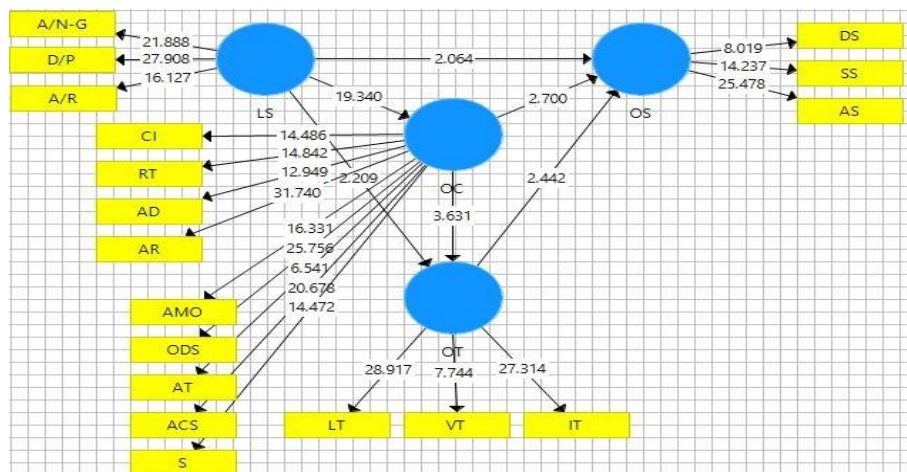 A/N-G
21.888
D/P
27.908
A/R
16.127
LS
2.064
19.340
OS
8.019
DS
14.237
SS
25.478
AS
2.700
CI
14.486
RT
14.842
AD
12.949
AR
31.740
2.209
OC
3.631
2.442
16.331
25.756
6.541
20.678
14.472
AMO
ODS
AT
ACS
S
OT
28.917
7.744
27.314
LT
VT
IT